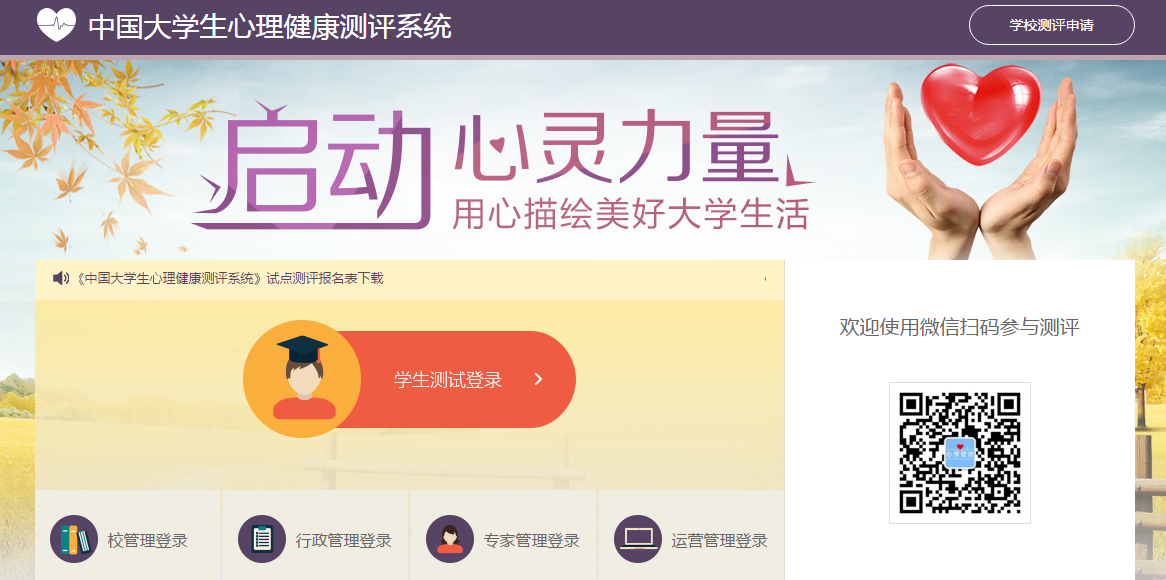 中国大学生心理健康测评系统
学校测评申请
启动心灵力量
用心描绘美好大学生活
《中国大学生心理健康测评系统》试点测评报名表下载
欢迎使用微信扫码参与测评
学生测试登录
校管理登录
行政管理登录
专家管理登录
运营管理登录